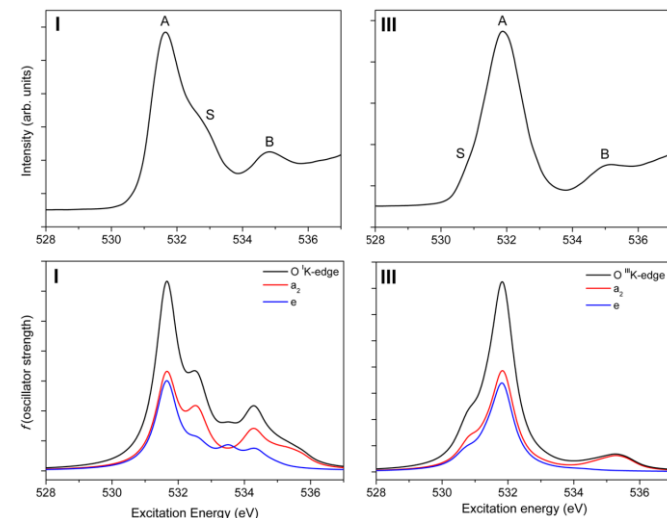 I
A
S
B
Intensity (arb. units)
528 530 532 534 536
III
A
S
B
528 530 532 534 536
I
O ᴵK-edge
a₂
e
f (oscillator strength)
528 530 532 534 536
Excitation Energy (eV)
III
O ᴵᴵᴵK-edge
a₂
e
528 530 532 534 536
Excitation energy (eV)